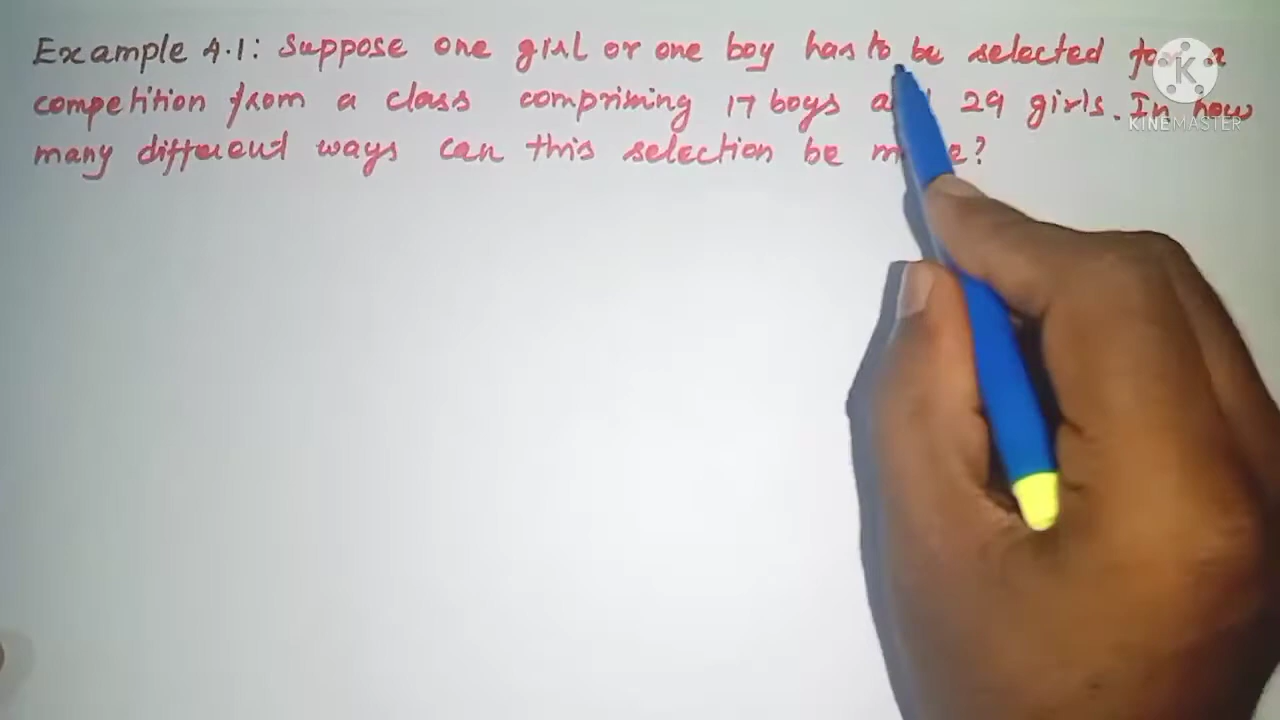 Example 4.1: Suppose one girl or one boy has to be selected for a
competition from a class comprising 17 boys 29 girls. In how
many different ways can this selection be ?
KINEMASTER